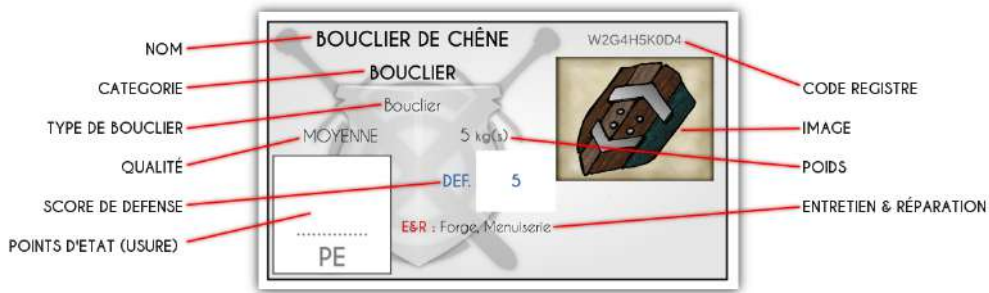 BOUCLIER DE CHÊNE
W2G4H5K0D4
NOM
CATEGORIE
BOUCLIER
CODE REGISTRE
TYPE DE BOUCLIER
Bouclier
IMAGE
QUALITÉ
MOYENNE
5 kg(s)
POIDS
SCORE DE DEFENSE
DEF.
5
ENTRETIEN & RÉPARATION
E&R : Forge, Menuiserie
POINTS D'ETAT (USURE)
...............
PE